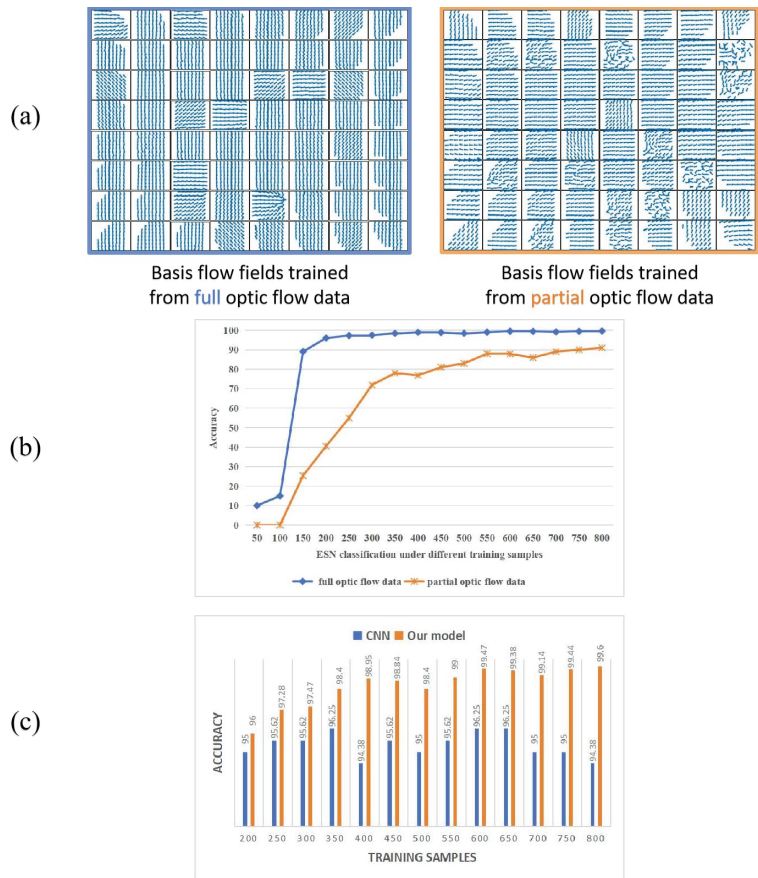 (a)
Basis flow fields trained
from full optic flow data
Basis flow fields trained
from partial optic flow data
(b)
Accuracy
100
90
80
70
60
50
40
30
20
10
0
50 100 150 200 250 300 350 400 450 500 550 600 650 700 750 800
ESN classification under different training samples
full optic flow data partial optic flow data
(c)
CNN Our model
ACCURACY
95 96 95.62 97.28 95.62 97.47 96.25 98.4 94.38 98.95 95.62 98.84 95 98.4 95.62 99 96.25 99.47 96.25 99.38 95 99.14 95 99.44 94.38 99.6
200 250 300 350 400 450 500 550 600 650 700 750 800
TRAINING SAMPLES